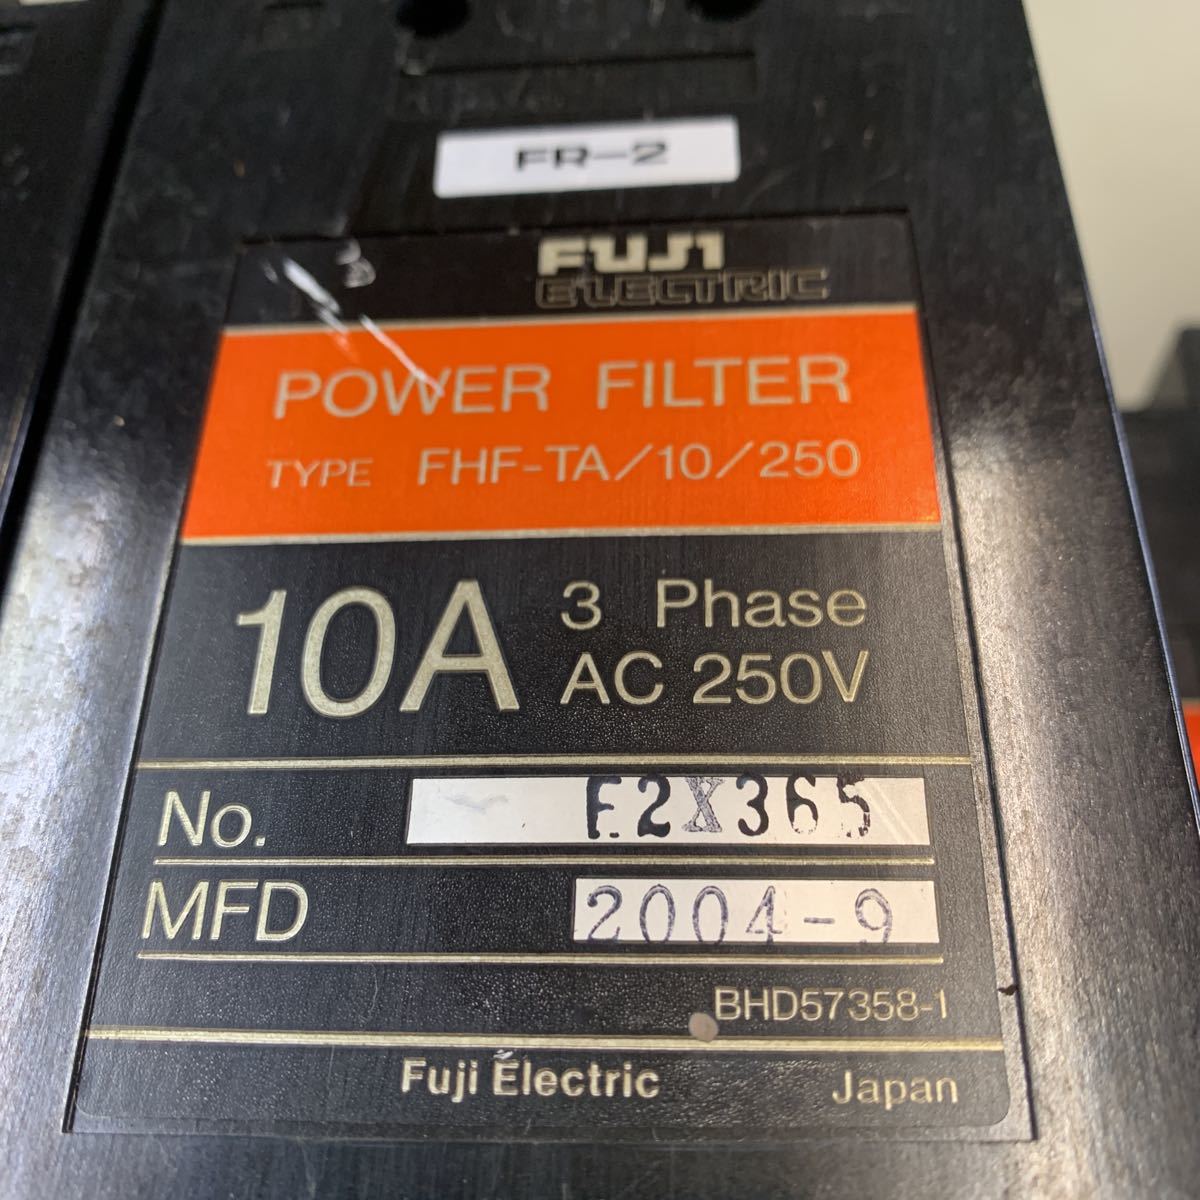 FR-2
FUJI
ELECTRIC
POWER FILTER
TYPE FHF-TA/10/250
10A
3 Phase
AC 250V
No. E2X365
MFD 2004-9
BHD57358-1
Fuji Electric Japan